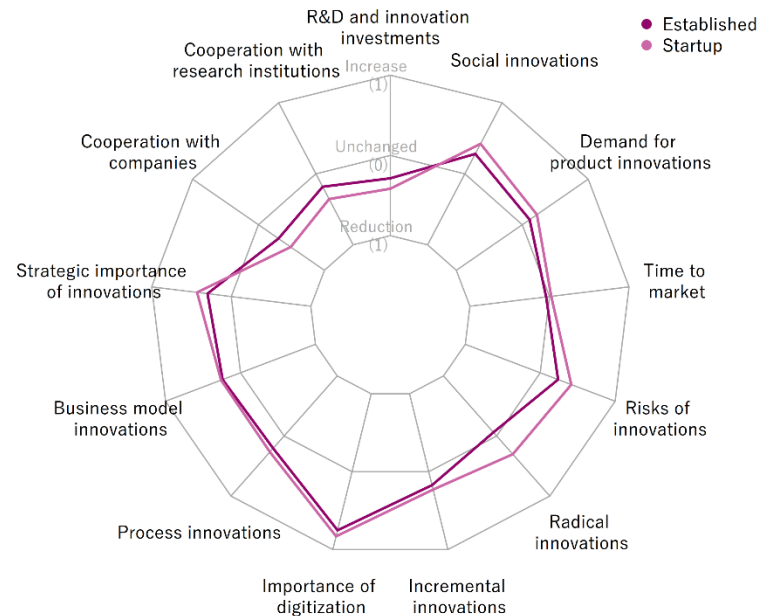 R&D and innovation
investments
Established
Startup
Cooperation with
research institutions
Increase
(1)
Social innovations
Cooperation with
companies
Unchanged
(0)
Demand for
product innovations
Reduction
(1)
Strategic importance
of innovations
Time to
market
Business model
innovations
Risks of
innovations
Process innovations
Radical
innovations
Importance of
digitization
Incremental
innovations